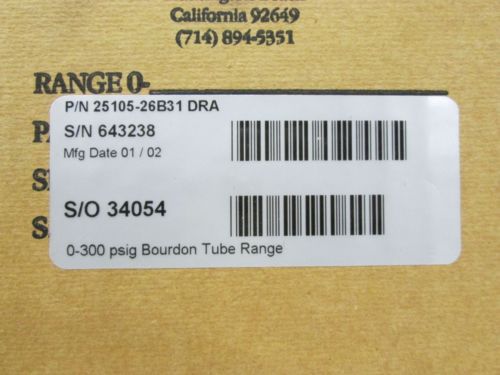 California 92649
(714) 894-5351
RANGE 0-
P/N 25105-26B31 DRA
S/N 643238
Mfg Date 01 / 02
S/O 34054
0-300 psig Bourdon Tube Range